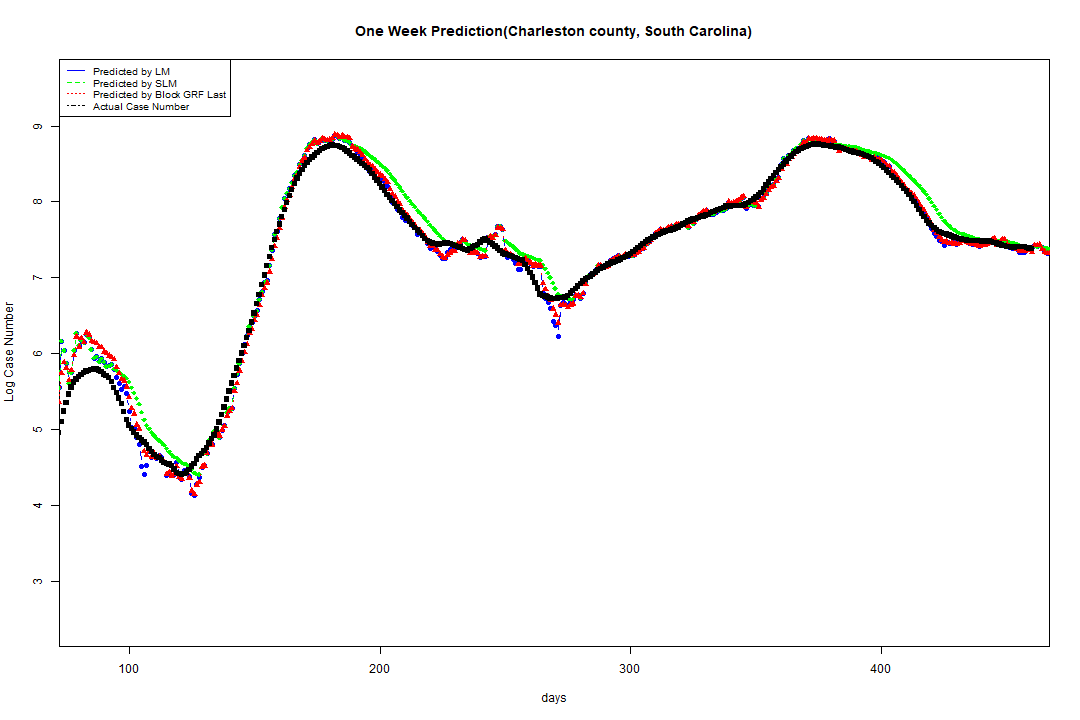 One Week Prediction(Charleston county, South Carolina)
Predicted by LM
Predicted by SLM
Predicted by Block GRF Last
Actual Case Number
9
8
7
6
5
4
3
Log Case Number
100 200 300 400
days